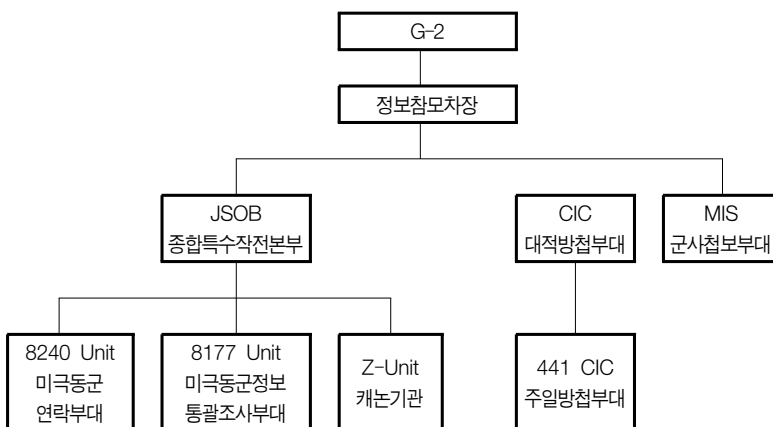 G-2
정보참모차장
JSOB
종합특수작전본부
CIC
대적방첩부대
MIS
군사첩보부대
8240 Unit
미극동군
연락부대
8177 Unit
미극동군정보
통괄조사부대
Z-Unit
캐논기관
441 CIC
주일방첩부대